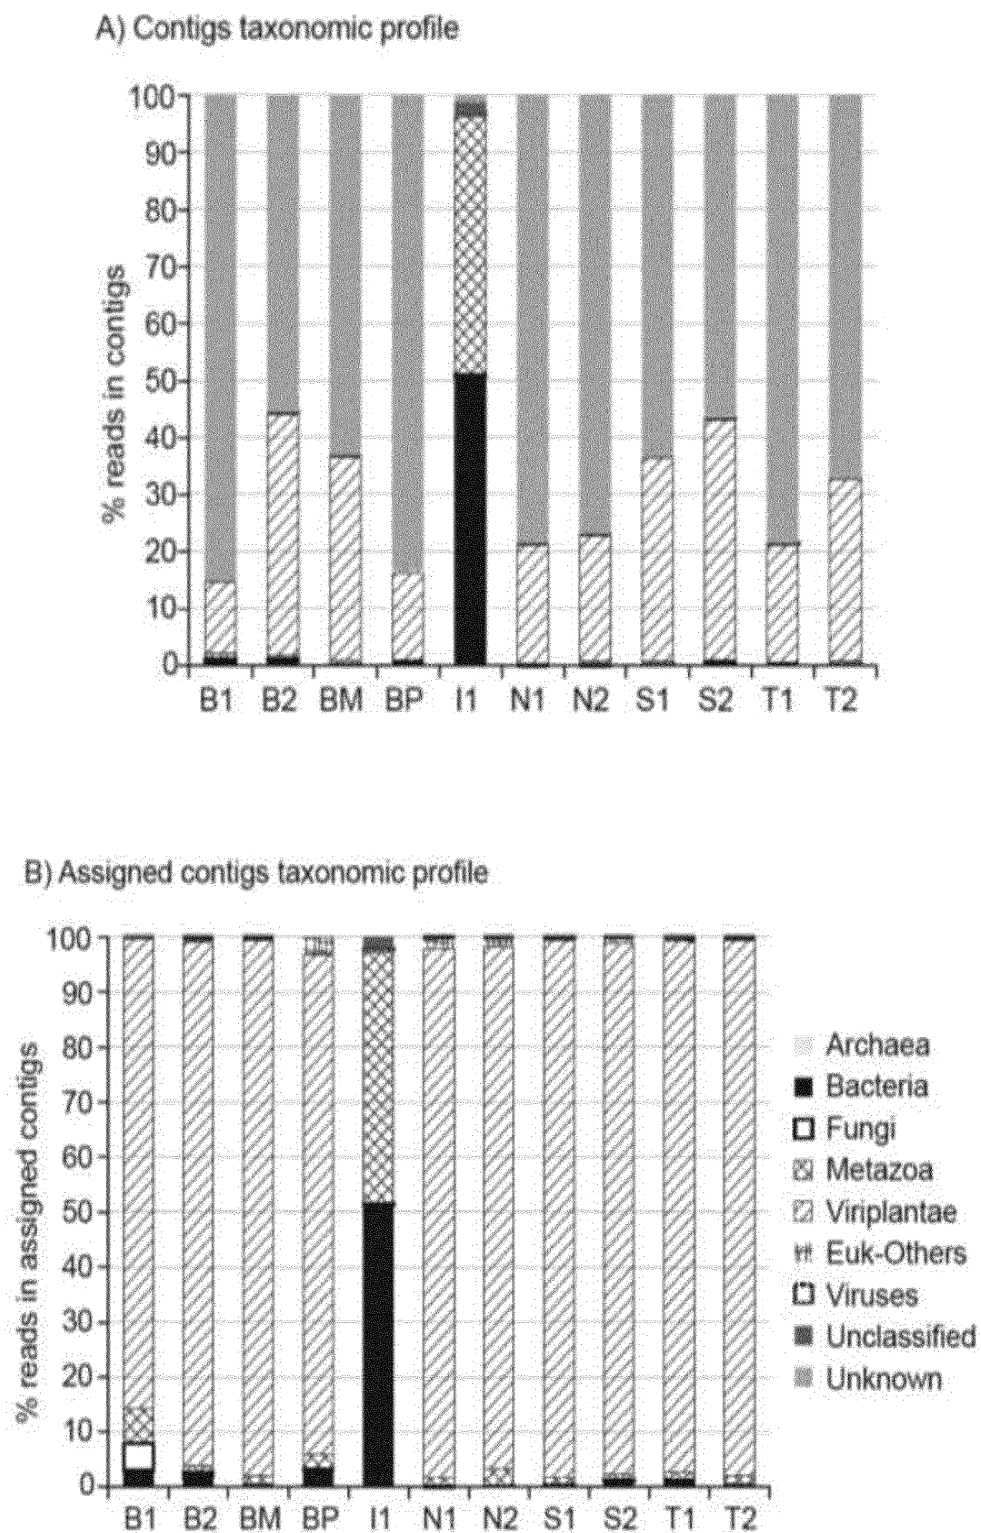 A) Contigs taxonomic profile
% reads in contigs
100
90
80
70
60
50
40
30
20
10
0
B1 B2 BM BP I1 N1 N2 S1 S2 T1 T2
B) Assigned contigs taxonomic profile
% reads in assigned contigs
100
90
80
70
60
50
40
30
20
10
0
B1 B2 BM BP I1 N1 N2 S1 S2 T1 T2
Archaea
Bacteria
Fungi
Metazoa
Viriplantae
Euk-Others
Viruses
Unclassified
Unknown